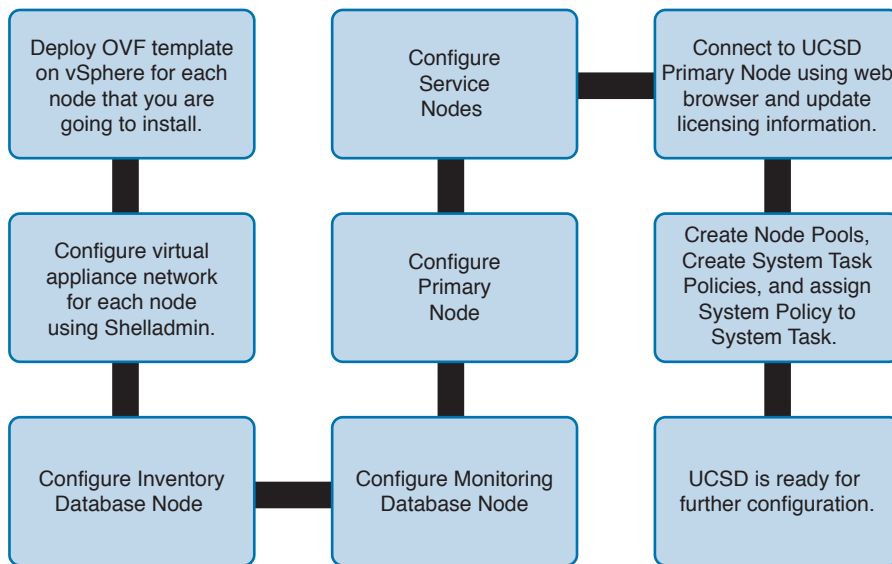 Deploy OVF template
on vSphere for each
node that you are
going to install.
Configure virtual
appliance network
for each node
using Shelladmin.
Configure Inventory
Database Node
Configure Monitoring
Database Node
Configure
Primary
Node
Configure
Service
Nodes
Connect to UCSD
Primary Node using web
browser and update
licensing information.
Create Node Pools,
Create System Task
Policies, and assign
System Policy to
System Task.
UCSD is ready for
further configuration.